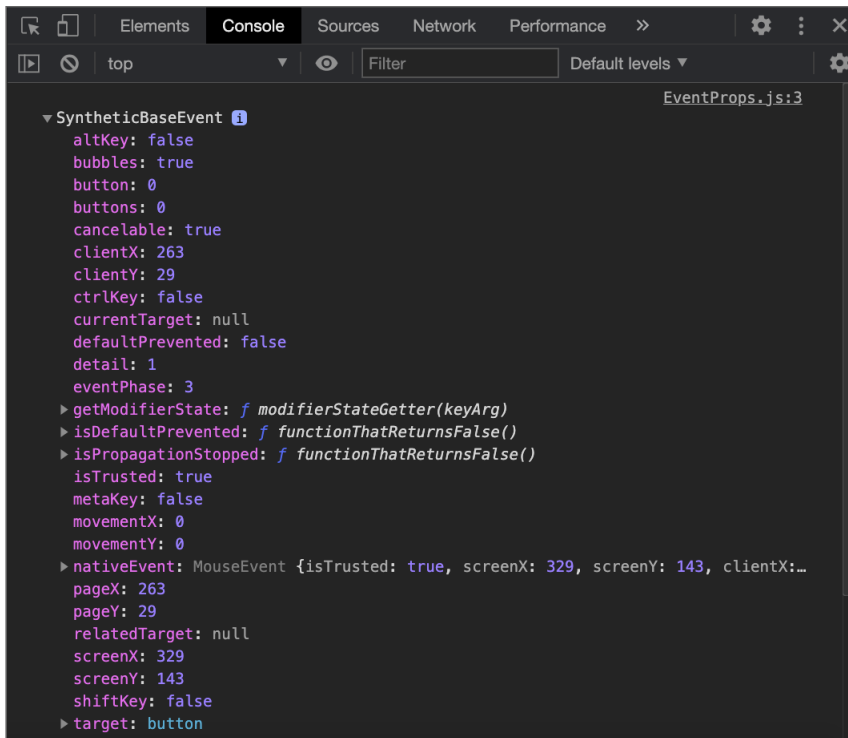 Elements Console Sources Network Performance »
top ▼ Filter Default levels ▼
EventProps.js:3
▼SyntheticBaseEvent i
altKey: false
bubbles: true
button: 0
buttons: 0
cancelable: true
clientX: 263
clientY: 29
ctrlKey: false
currentTarget: null
defaultPrevented: false
detail: 1
eventPhase: 3
▶getModifierState: ƒ modifierStateGetter(keyArg)
▶isDefaultPrevented: ƒ functionThatReturnsFalse()
▶isPropagationStopped: ƒ functionThatReturnsFalse()
isTrusted: true
metaKey: false
movementX: 0
movementY: 0
▶nativeEvent: MouseEvent {isTrusted: true, screenX: 329, screenY: 143, clientX:…
pageX: 263
pageY: 29
relatedTarget: null
screenX: 329
screenY: 143
shiftKey: false
▶target: button